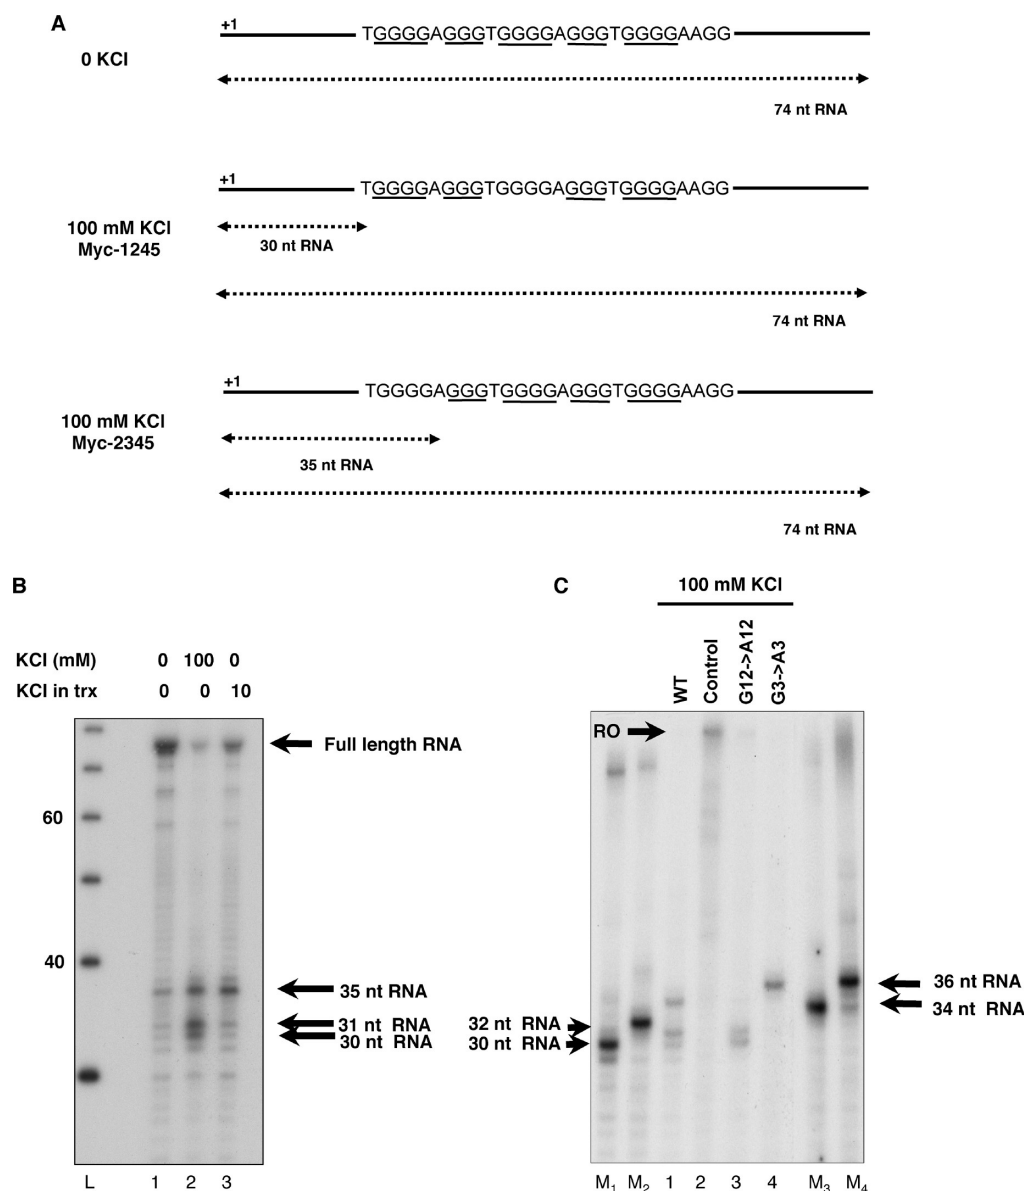 A
+1
TGGGGAGGGTGGGGAGGGTGGGGAAGG
0 KCl
74 nt RNA
+1
TGGGGAGGGTGGGGAGGGTGGGGAAGG
100 mM KCl
Myc-1245
30 nt RNA
74 nt RNA
+1
TGGGGAGGGTGGGGAGGGTGGGGAAGG
100 mM KCl
Myc-2345
35 nt RNA
74 nt RNA
B
KCl (mM) 0 100 0
KCl in trx 0 0 10
Full length RNA
60
40
35 nt RNA
31 nt RNA
30 nt RNA
L 1 2 3
C
100 mM KCl
WT
Control
G12->A12
G3->A3
RO
32 nt RNA
30 nt RNA
36 nt RNA
34 nt RNA
M1 M2 1 2 3 4 M3 M4